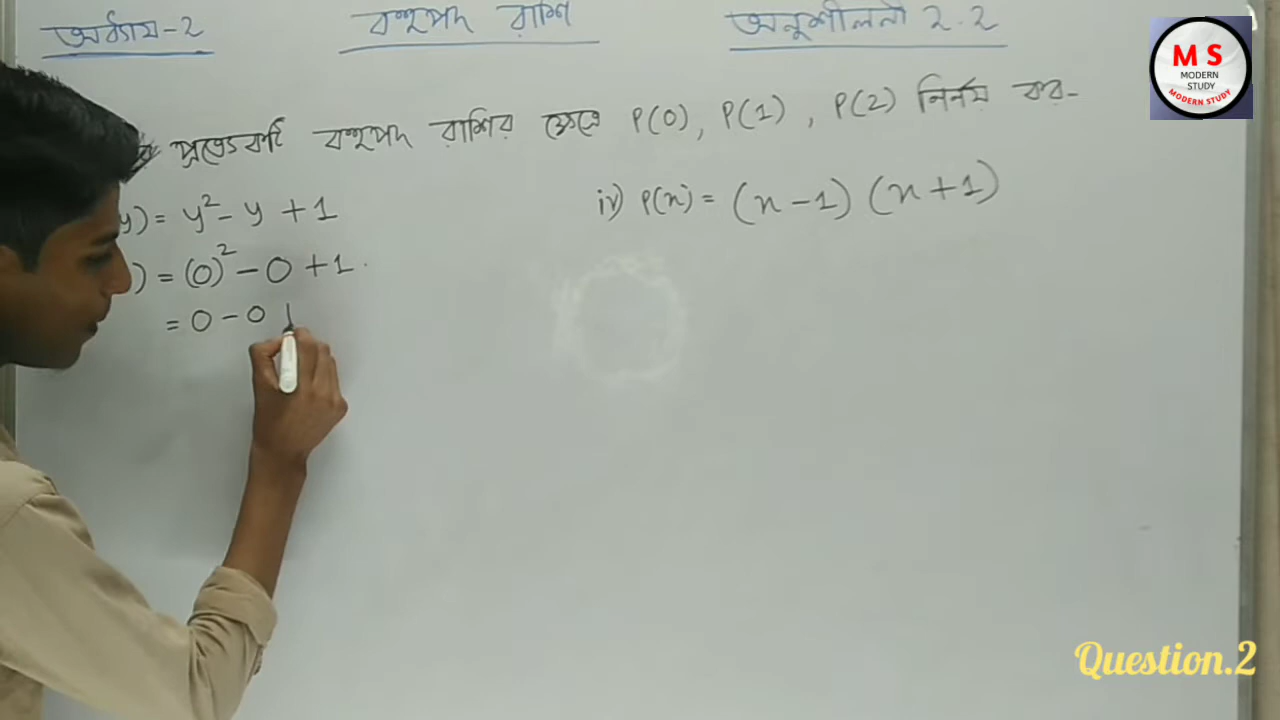 অধ্যায়-2
বহুপদ রাশি
অনুশীলনী 2.2
M S
MODERN
STUDY
MODERN STUDY
প্রত্যেকটি বহুপদ রাশির ক্ষেত্রে P(0), P(1), P(2) নির্নয় কর-
y) = y² - y + 1
iv) P(x) = (x - 1) (x + 1)
) = (0)² - 0 + 1
= 0 - 0
Question.2